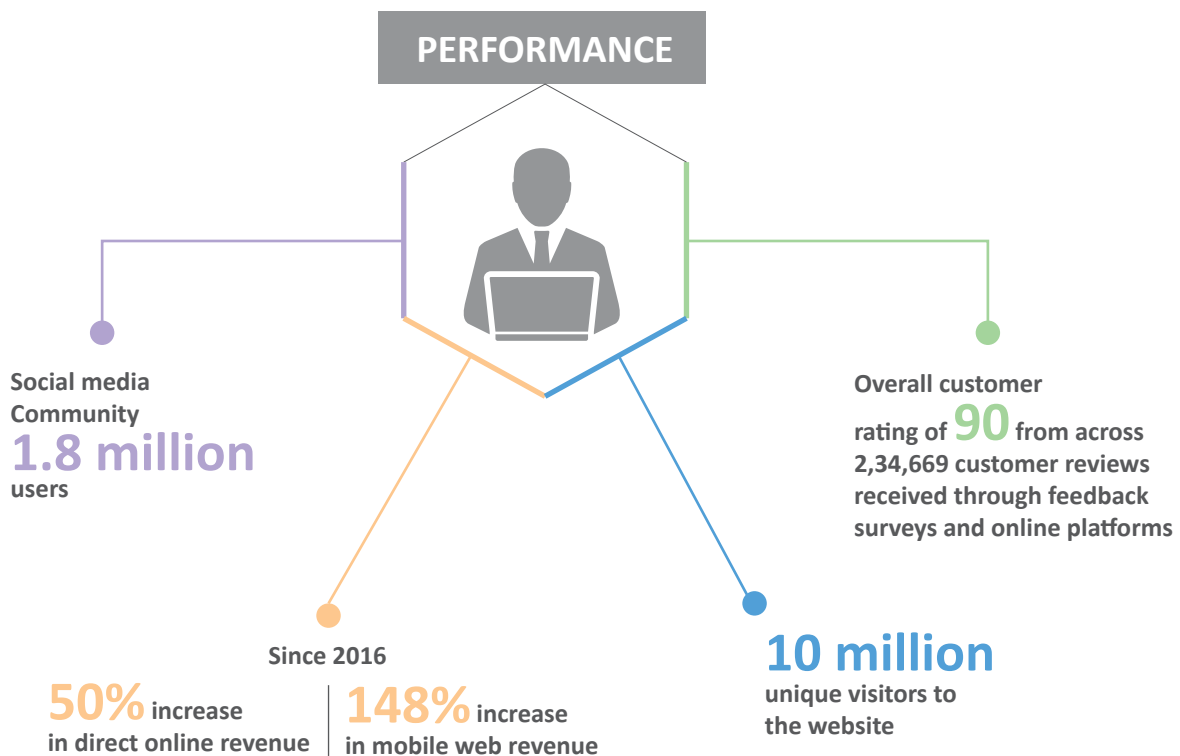 PERFORMANCE
Social media
Community
1.8 million
users
Overall customer
rating of 90 from across
2,34,669 customer reviews
received through feedback
surveys and online platforms
Since 2016
50% increase
in direct online revenue
148% increase
in mobile web revenue
10 million
unique visitors to
the website